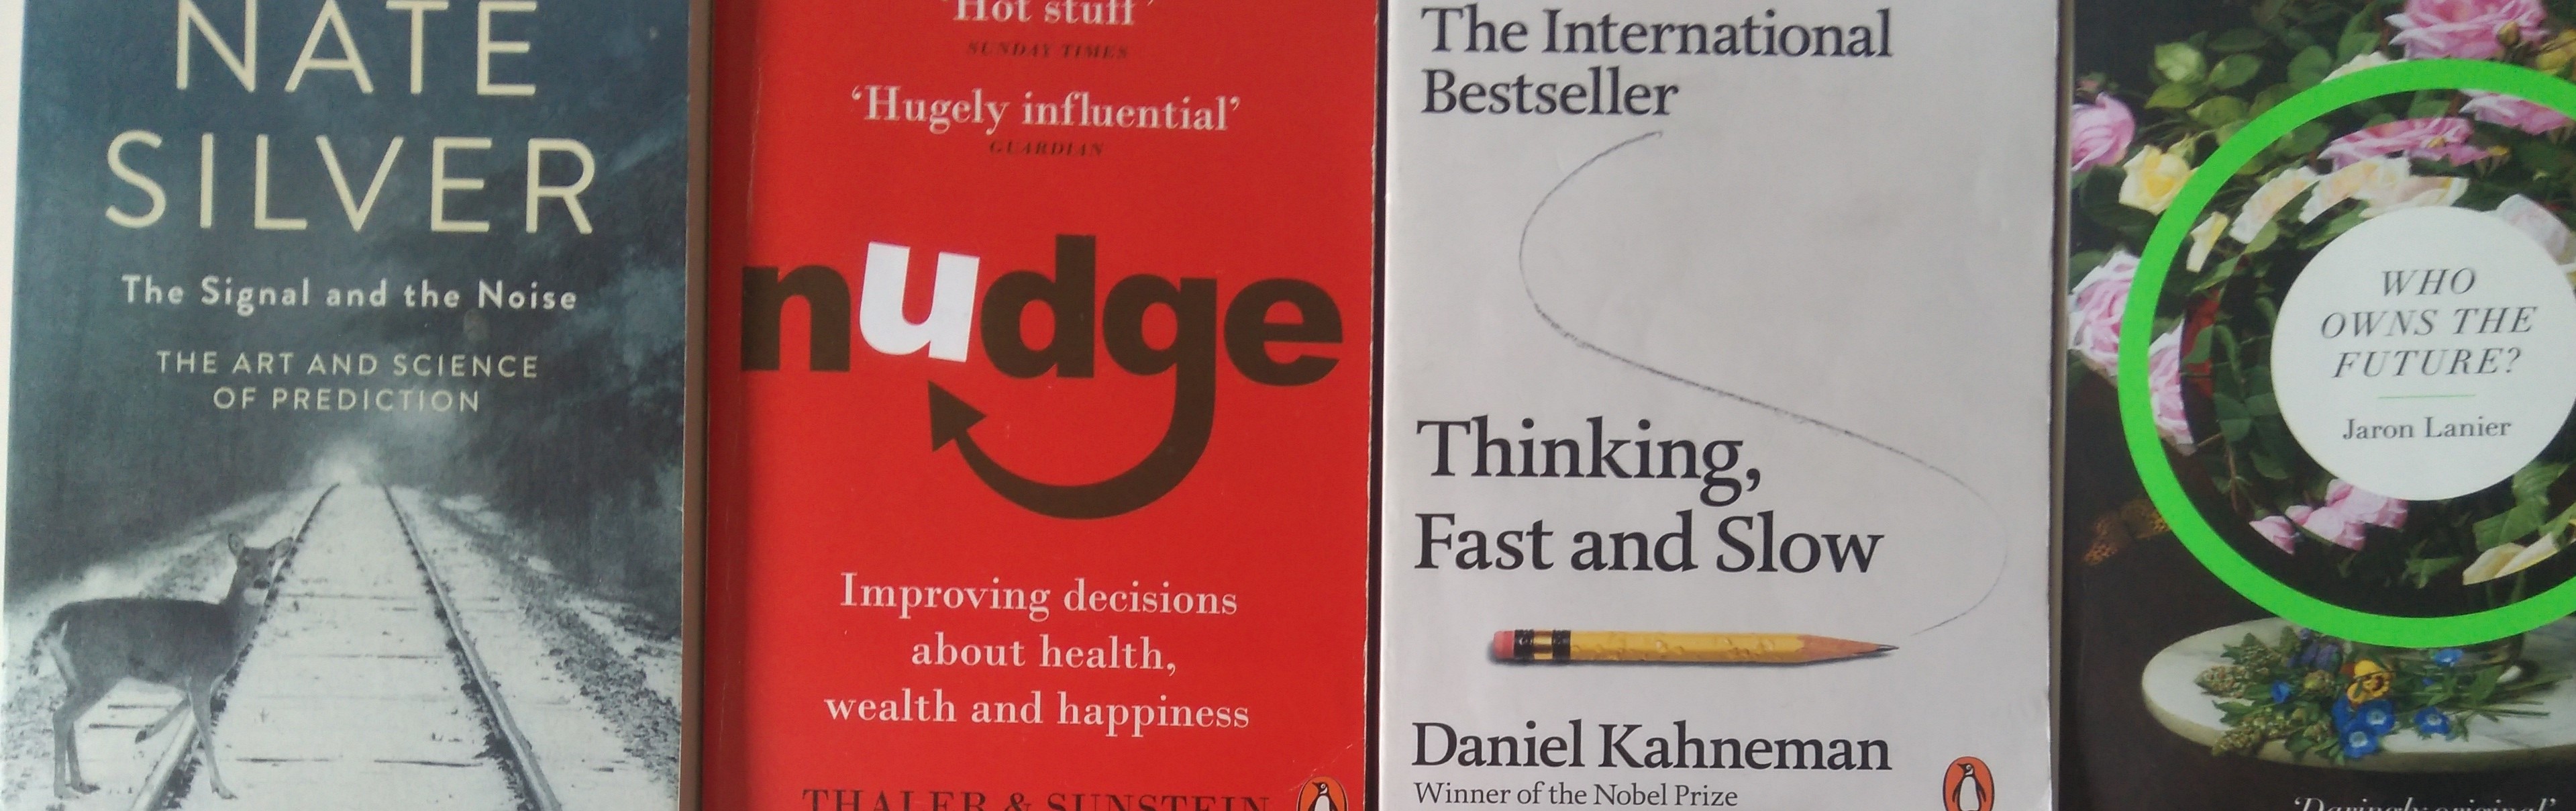 NATE
SILVER
The Signal and the Noise
THE ART AND SCIENCE
OF PREDICTION
'Hot stuff'
SUNDAY TIMES
'Hugely influential'
GUARDIAN
nudge
Improving decisions
about health,
wealth and happiness
THALER & SUNSTEIN
The International
Bestseller
Thinking,
Fast and Slow
Daniel Kahneman
Winner of the Nobel Prize
WHO
OWNS THE
FUTURE?
Jaron Lanier
'Daringly original'